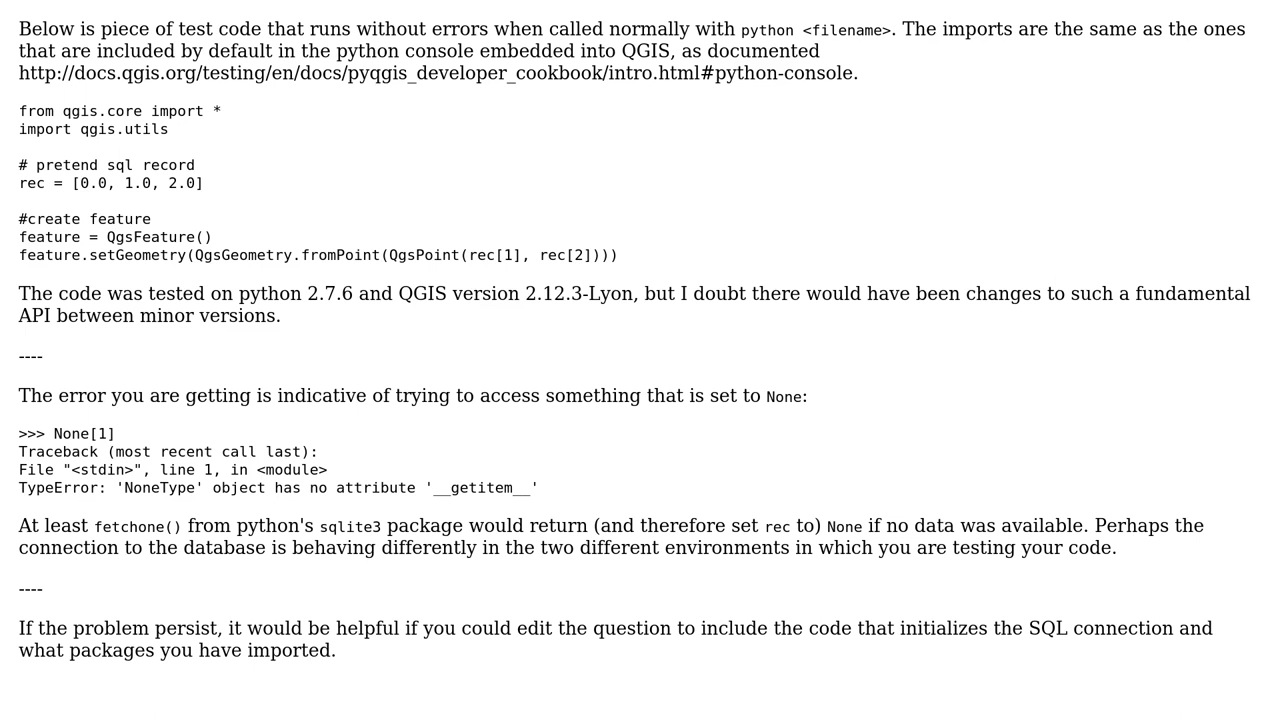 Below is piece of test code that runs without errors when called normally with python <filename>. The imports are the same as the ones
that are included by default in the python console embedded into QGIS, as documented
http://docs.qgis.org/testing/en/docs/pyqgis_developer_cookbook/intro.html#python-console.
from qgis.core import *
import qgis.utils
# pretend sql record
rec = [0.0, 1.0, 2.0]
#create feature
feature = QgsFeature()
feature.setGeometry(QgsGeometry.fromPoint(QgsPoint(rec[1], rec[2])))
The code was tested on python 2.7.6 and QGIS version 2.12.3-Lyon, but I doubt there would have been changes to such a fundamental
API between minor versions.
----
The error you are getting is indicative of trying to access something that is set to None:
>>> None[1]
Traceback (most recent call last):
File "<stdin>", line 1, in <module>
TypeError: 'NoneType' object has no attribute '__getitem__'
At least fetchone() from python's sqlite3 package would return (and therefore set rec to) None if no data was available. Perhaps the
connection to the database is behaving differently in the two different environments in which you are testing your code.
----
If the problem persist, it would be helpful if you could edit the question to include the code that initializes the SQL connection and
what packages you have imported.